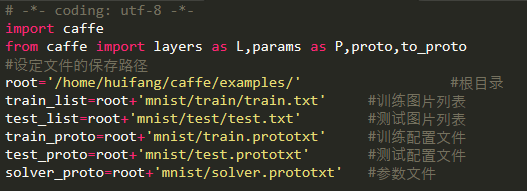 # -*- coding: utf-8 -*-
import caffe
from caffe import layers as L,params as P,proto,to_proto
#设定文件的保存路径
root='/home/huifang/caffe/examples/' #根目录
train_list=root+'mnist/train/train.txt' #训练图片列表
test_list=root+'mnist/test/test.txt' #测试图片列表
train_proto=root+'mnist/train.prototxt' #训练配置文件
test_proto=root+'mnist/test.prototxt' #测试配置文件
solver_proto=root+'mnist/solver.prototxt' #参数文件